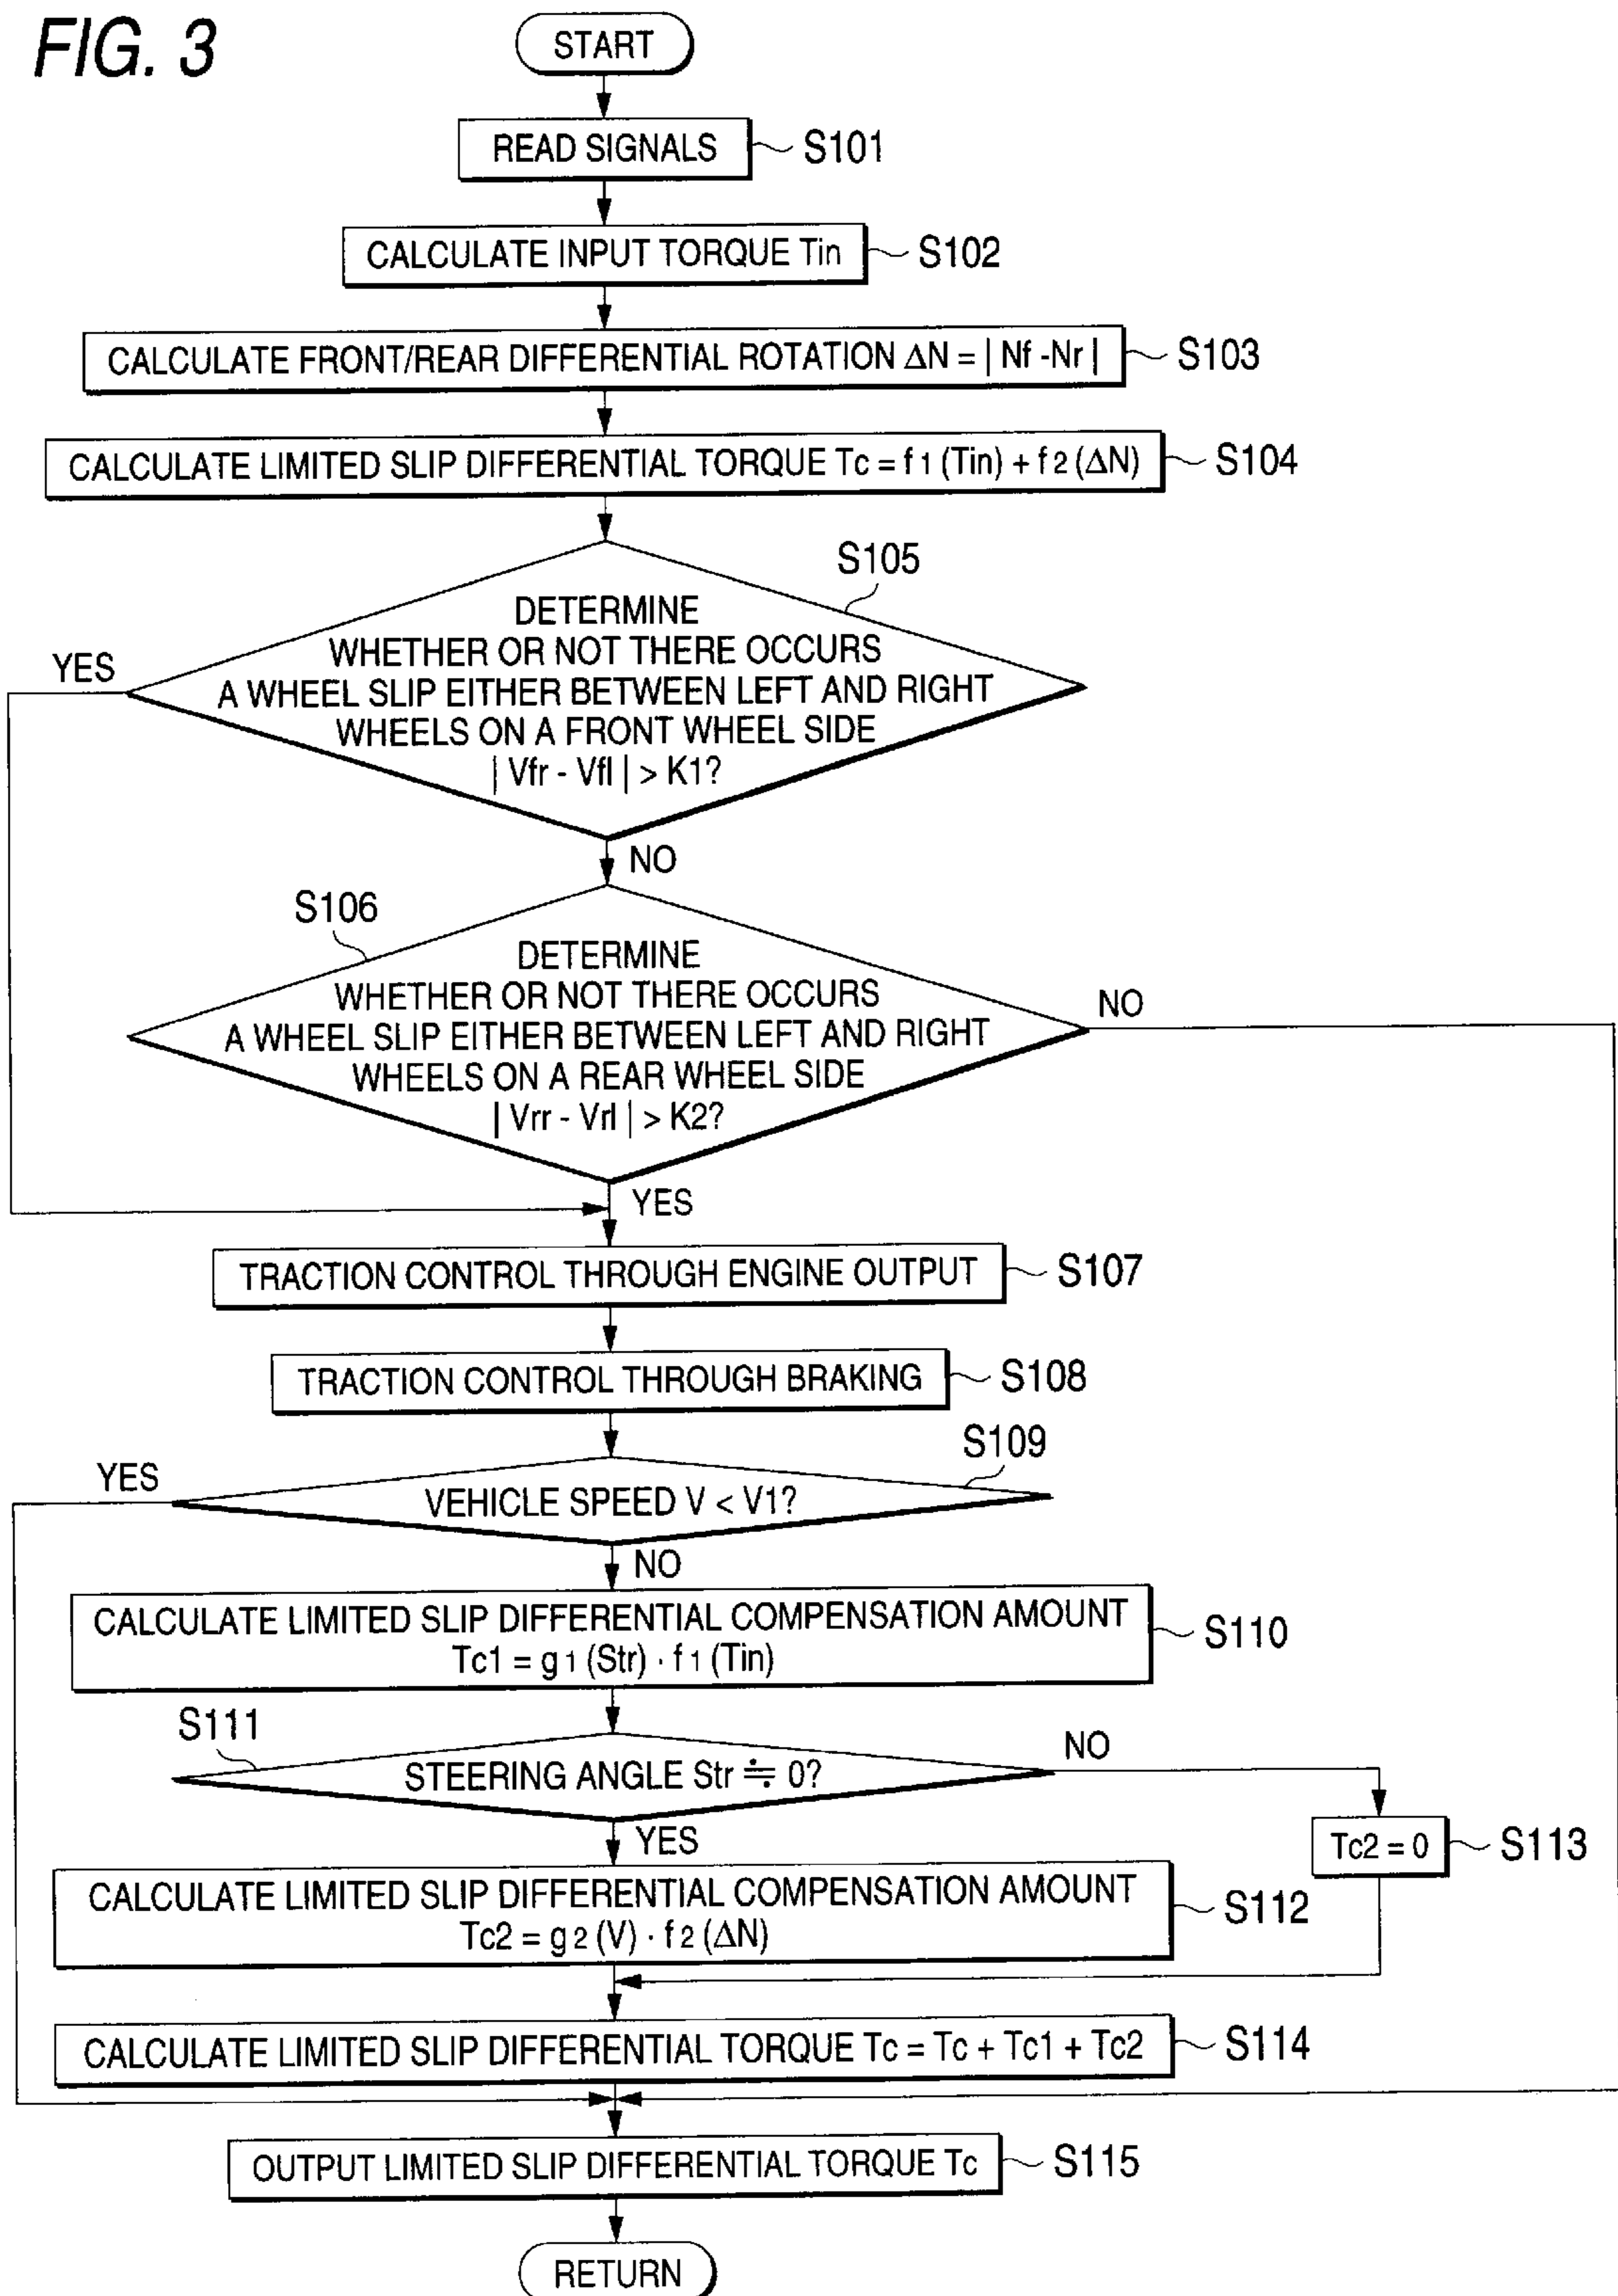 FIG. 3
START
READ SIGNALS
S101
CALCULATE INPUT TORQUE Tin
S102
CALCULATE FRONT/REAR DIFFERENTIAL ROTATION ΔN = | Nf -Nr |
S103
CALCULATE LIMITED SLIP DIFFERENTIAL TORQUE Tc = f1 (Tin) + f2 (ΔN)
S104
S105
DETERMINE
WHETHER OR NOT THERE OCCURS
A WHEEL SLIP EITHER BETWEEN LEFT AND RIGHT
WHEELS ON A FRONT WHEEL SIDE
| Vfr - Vfl | > K1?
YES
NO
S106
DETERMINE
WHETHER OR NOT THERE OCCURS
A WHEEL SLIP EITHER BETWEEN LEFT AND RIGHT
WHEELS ON A REAR WHEEL SIDE
| Vrr - Vrl | > K2?
NO
YES
TRACTION CONTROL THROUGH ENGINE OUTPUT
S107
TRACTION CONTROL THROUGH BRAKING
S108
S109
YES
VEHICLE SPEED V < V1?
NO
CALCULATE LIMITED SLIP DIFFERENTIAL COMPENSATION AMOUNT
Tc1 = g1 (Str) · f1 (Tin)
S110
S111
STEERING ANGLE Str ≒ 0?
NO
YES
Tc2 = 0
S113
CALCULATE LIMITED SLIP DIFFERENTIAL COMPENSATION AMOUNT
Tc2 = g2 (V) · f2 (ΔN)
S112
CALCULATE LIMITED SLIP DIFFERENTIAL TORQUE Tc = Tc + Tc1 + Tc2
S114
OUTPUT LIMITED SLIP DIFFERENTIAL TORQUE Tc
S115
RETURN